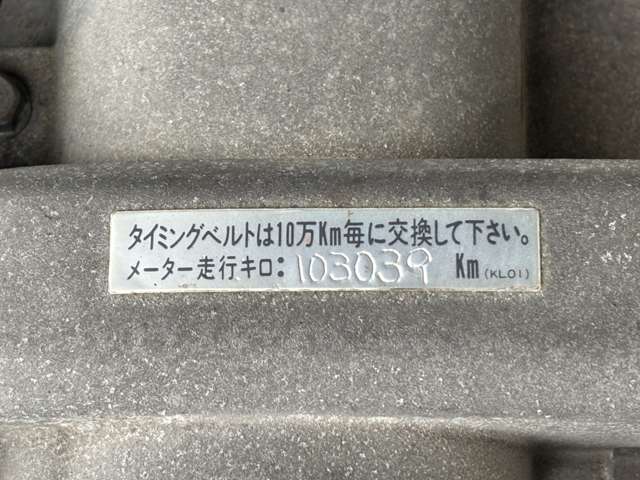 タイミングベルトは10万Km毎に交換して下さい。
メーター走行キロ：103039 Km (KL01)